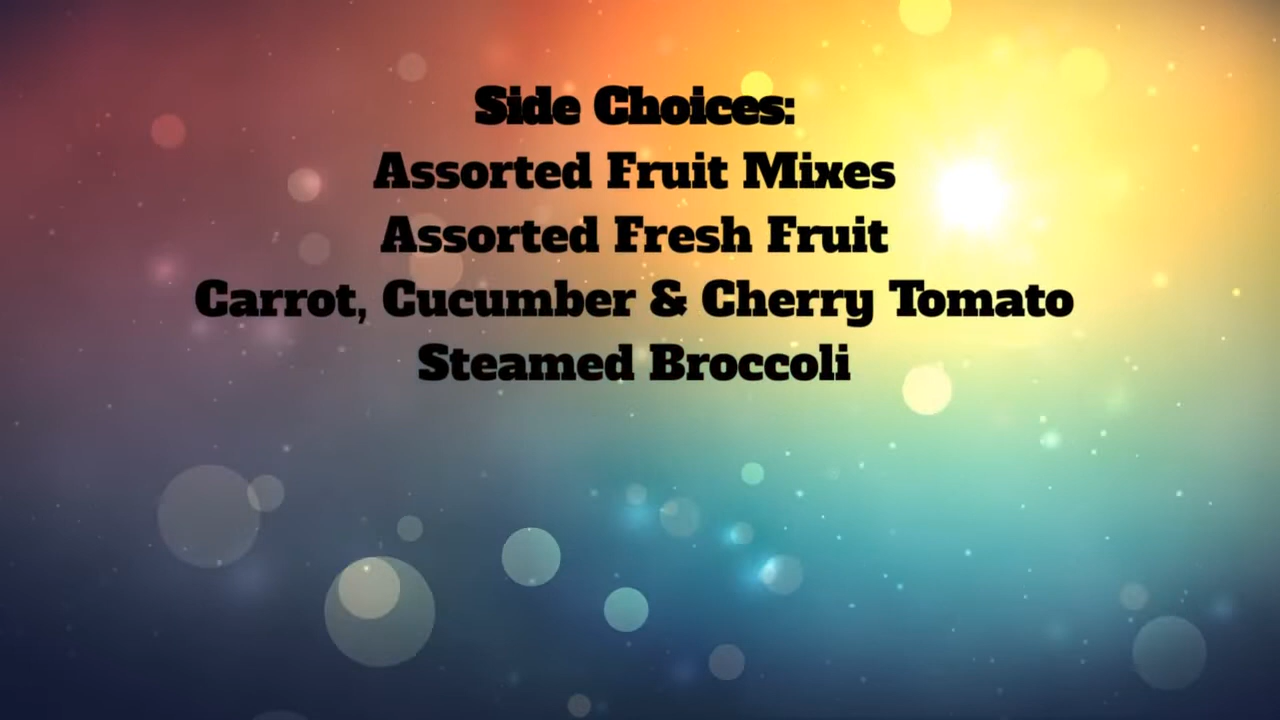 Side Choices:
Assorted Fruit Mixes
Assorted Fresh Fruit
Carrot, Cucumber & Cherry Tomato
Steamed Broccoli